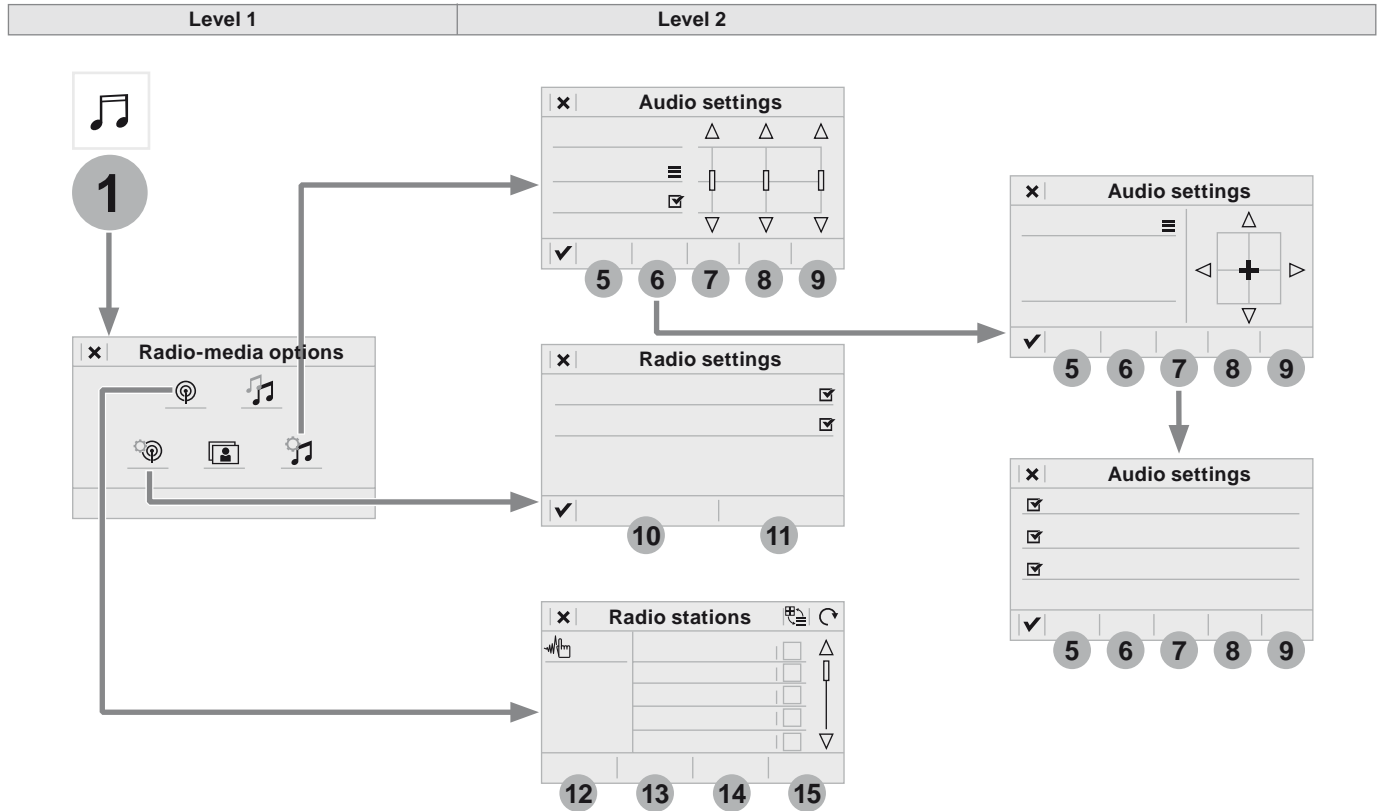 Level 1
Level 2
1
Audio settings
5 6 7 8 9
Audio settings
5 6 7 8 9
Radio-media options
Radio settings
10 11
Audio settings
5 6 7 8 9
Radio stations
12 13 14 15